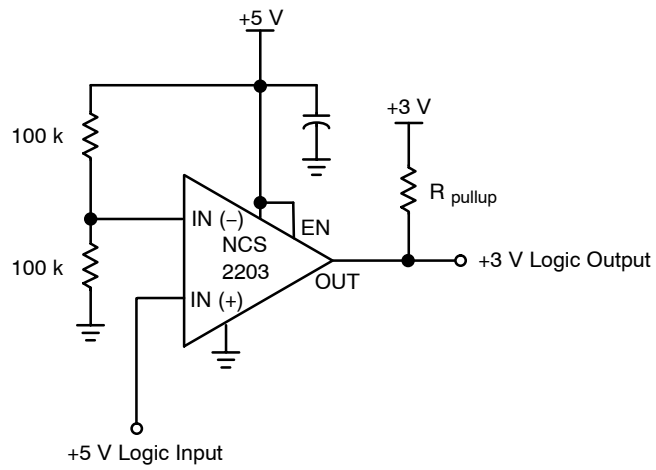 +5 V
+3 V
100 k
R pullup
IN (−)
EN
NCS
2203
100 k
+3 V Logic Output
OUT
IN (+)
+5 V Logic Input